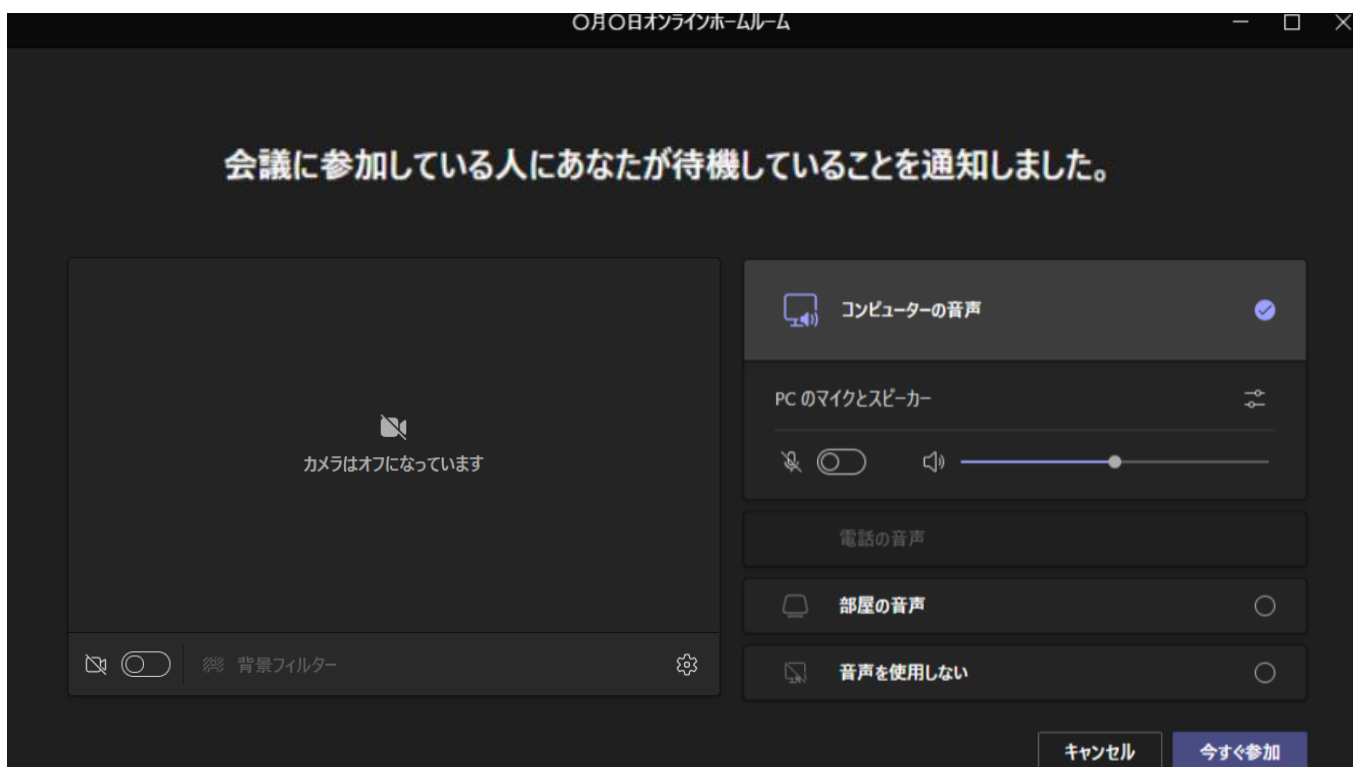 〇月〇日オンラインホームルーム
会議に参加している人にあなたが待機していることを通知しました。
カメラはオフになっています
背景フィルター
コンピューターの音声
PC のマイクとスピーカー
電話の音声
部屋の音声
音声を使用しない
キャンセル
今すぐ参加